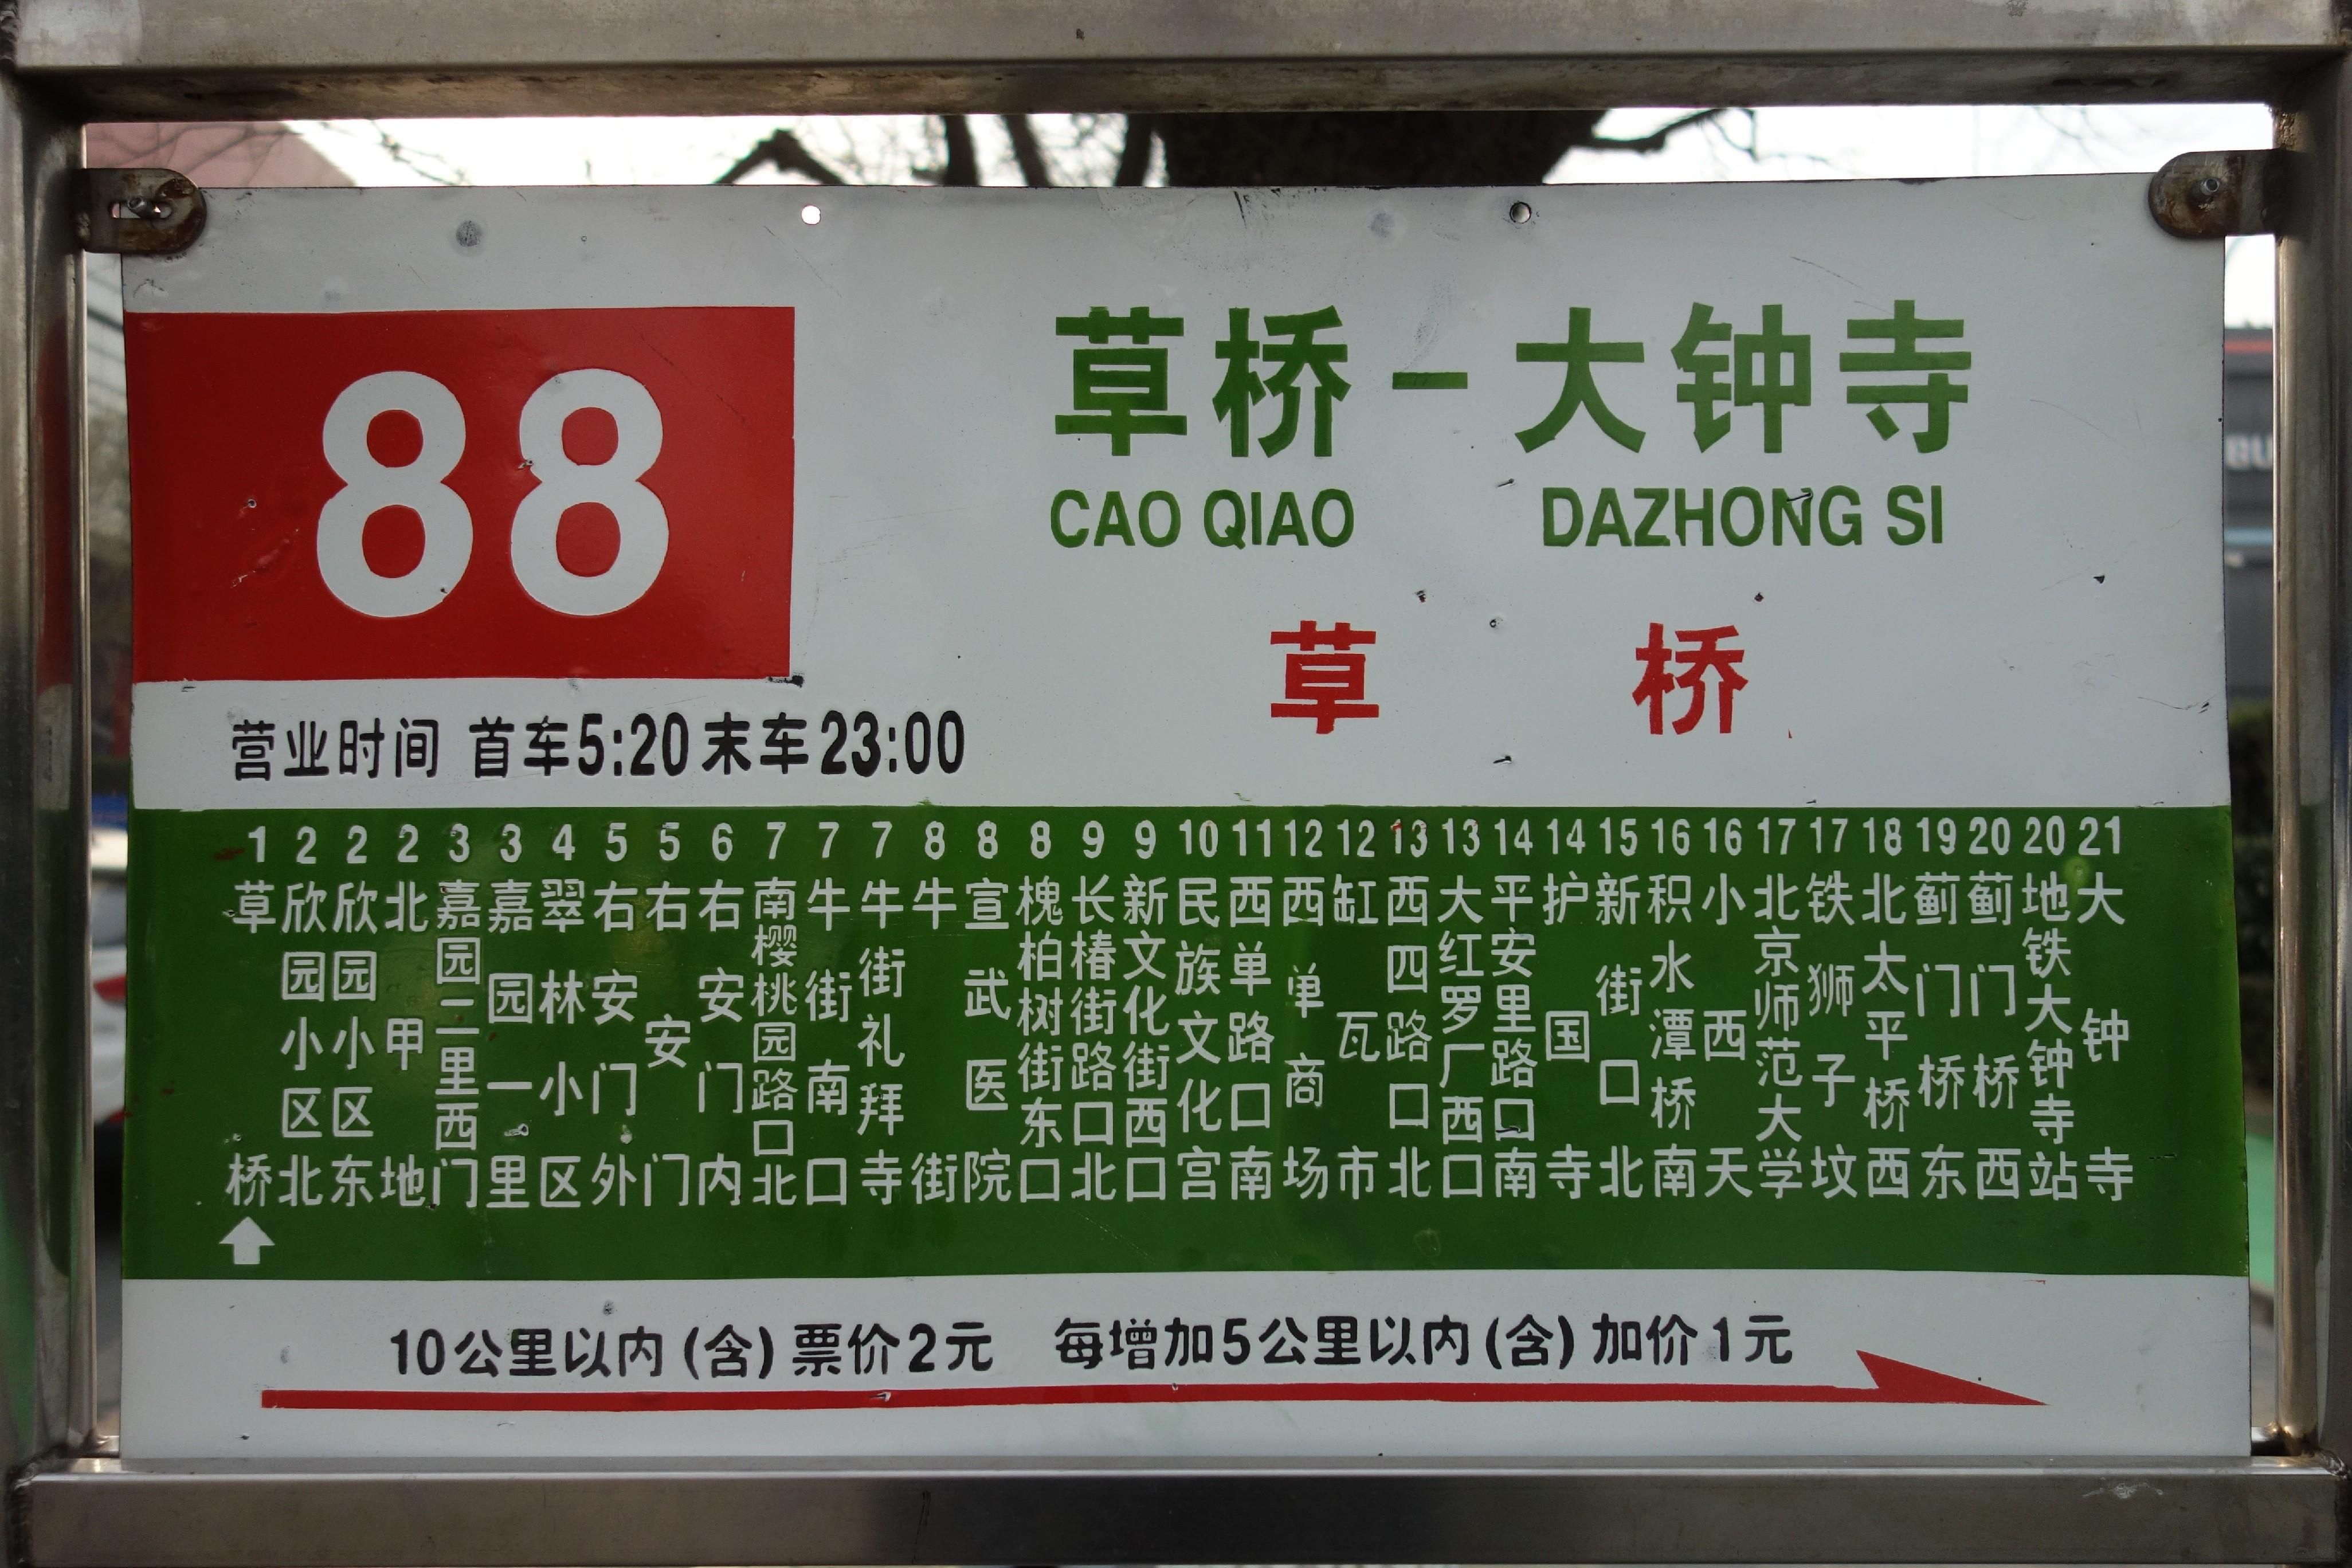 88
草桥－大钟寺
CAO QIAO DAZHONG SI
草桥
营业时间 首车5:20末车23:00
1 2 2 2 3 3 4 5 5 6 7 7 7 8 8 8 9 9 10 11 12 12 13 13 14 14 15 16 16 17 17 18 19 20 20 21
草桥
欣园小区北
欣园小区东
北甲地
嘉园二里西门
嘉园一里
翠林小区
右安门外
右安门
右安门内
南樱桃园路口北
牛街南口
牛街礼拜寺
牛街
宣武医院
槐柏树街东口
长椿街路口北
新文化街西口
民族文化宫
西单路口南
西单商场
缸瓦市
西四路口北
大红罗厂西口
平安里路口南
护国寺
新街口北
积水潭桥南
小西天
北京师范大学
铁狮子坟
北太平桥西
蓟门桥东
蓟门桥西
地铁大钟寺站
大钟寺
10公里以内(含)票价2元 每增加5公里以内(含)加价1元